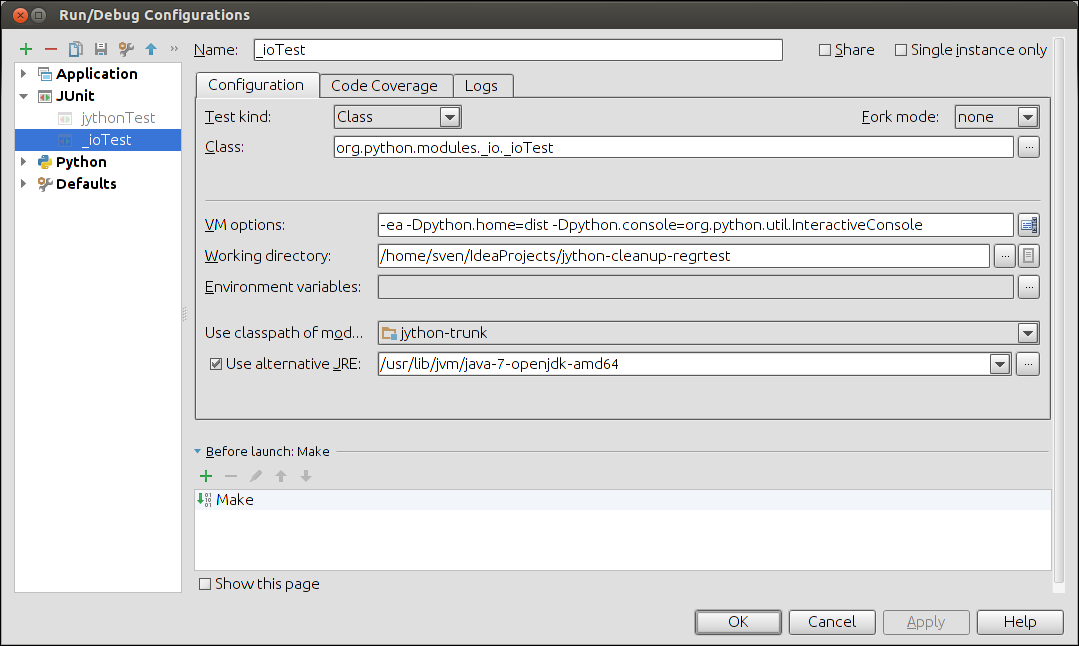 Run/Debug Configurations
Name: _ioTest Share Single instance only
Application
JUnit
jythonTest
_ioTest
Python
Defaults
Configuration Code Coverage Logs
Test kind: Class Fork mode: none
Class: org.python.modules._io._ioTest ...
VM options: -ea -Dpython.home=dist -Dpython.console=org.python.util.InteractiveConsole
Working directory: /home/sven/IdeaProjects/jython-cleanup-regrtest ...
Environment variables: ...
Use classpath of mod... jython-trunk
Use alternative JRE: /usr/lib/jvm/java-7-openjdk-amd64 ...
Before launch: Make
Make
Show this page
OK Cancel Apply Help